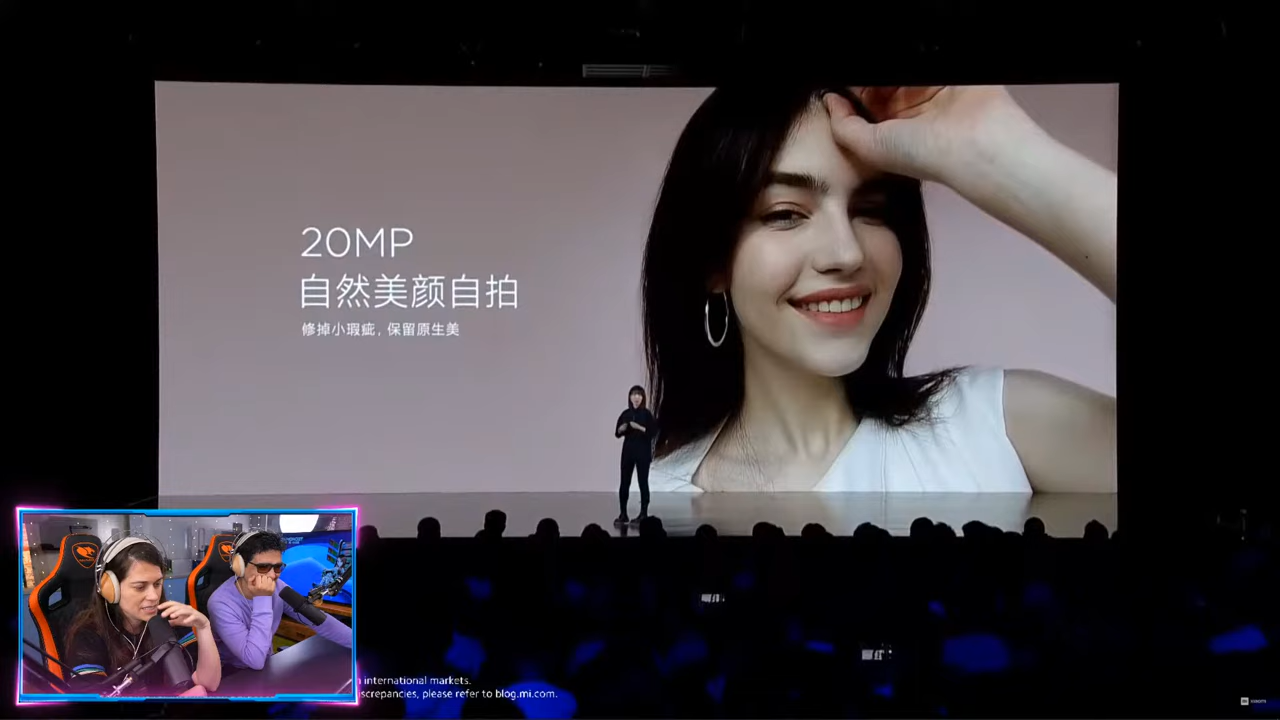 20MP
自然美颜自拍
修掉小瑕疵，保留原生美
international markets.
screpancies, please refer to blog.mi.com.